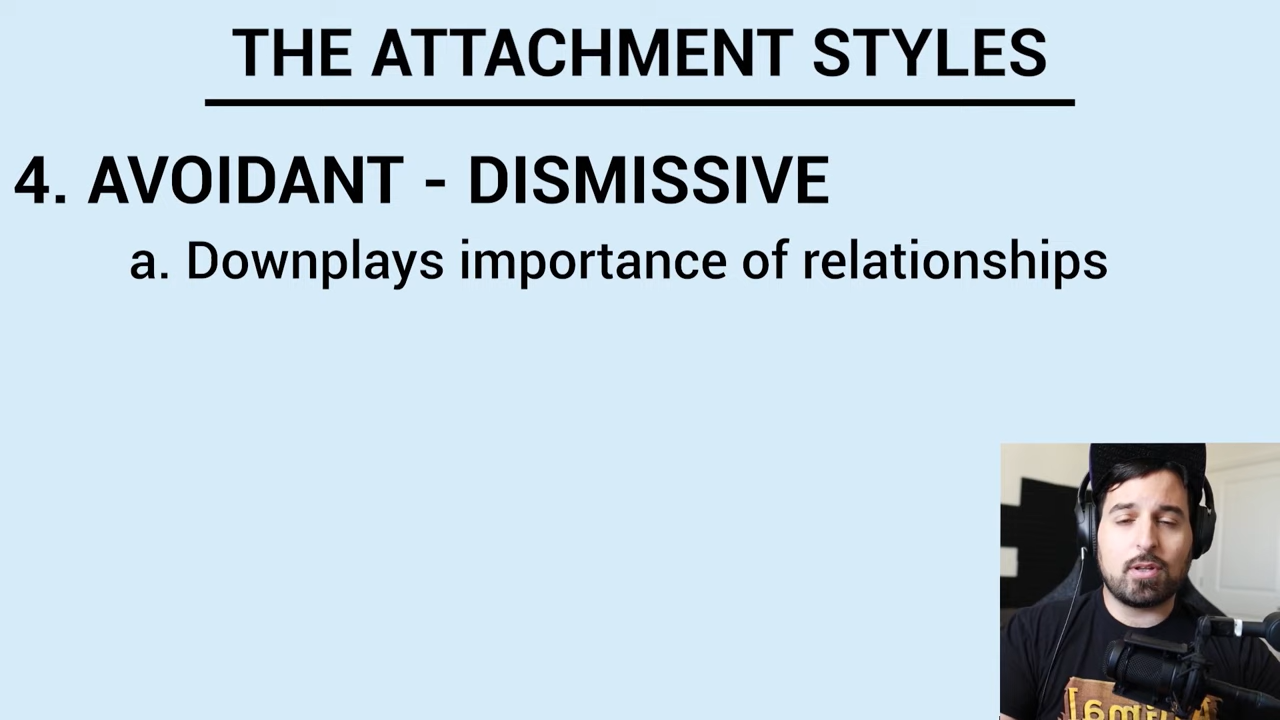 THE ATTACHMENT STYLES
4. AVOIDANT - DISMISSIVE
a. Downplays importance of relationships